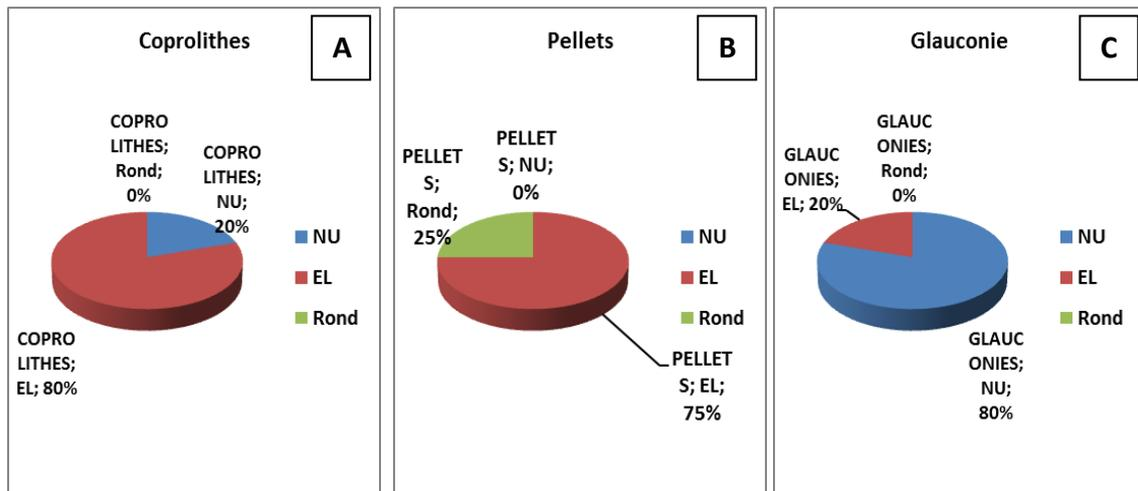 Coprolithes
A
COPRO
LITHES;
Rond;
0%
COPRO
LITHES;
NU;
20%
COPRO
LITHES;
EL; 80%
NU
EL
Rond
Pellets
B
PELLET
S;
Rond;
25%
PELLET
S; NU;
0%
PELLET
S; EL;
75%
NU
EL
Rond
Glauconie
C
GLAUC
ONIES;
EL; 20%
GLAUC
ONIES;
Rond;
0%
GLAUC
ONIES;
NU;
80%
NU
EL
Rond